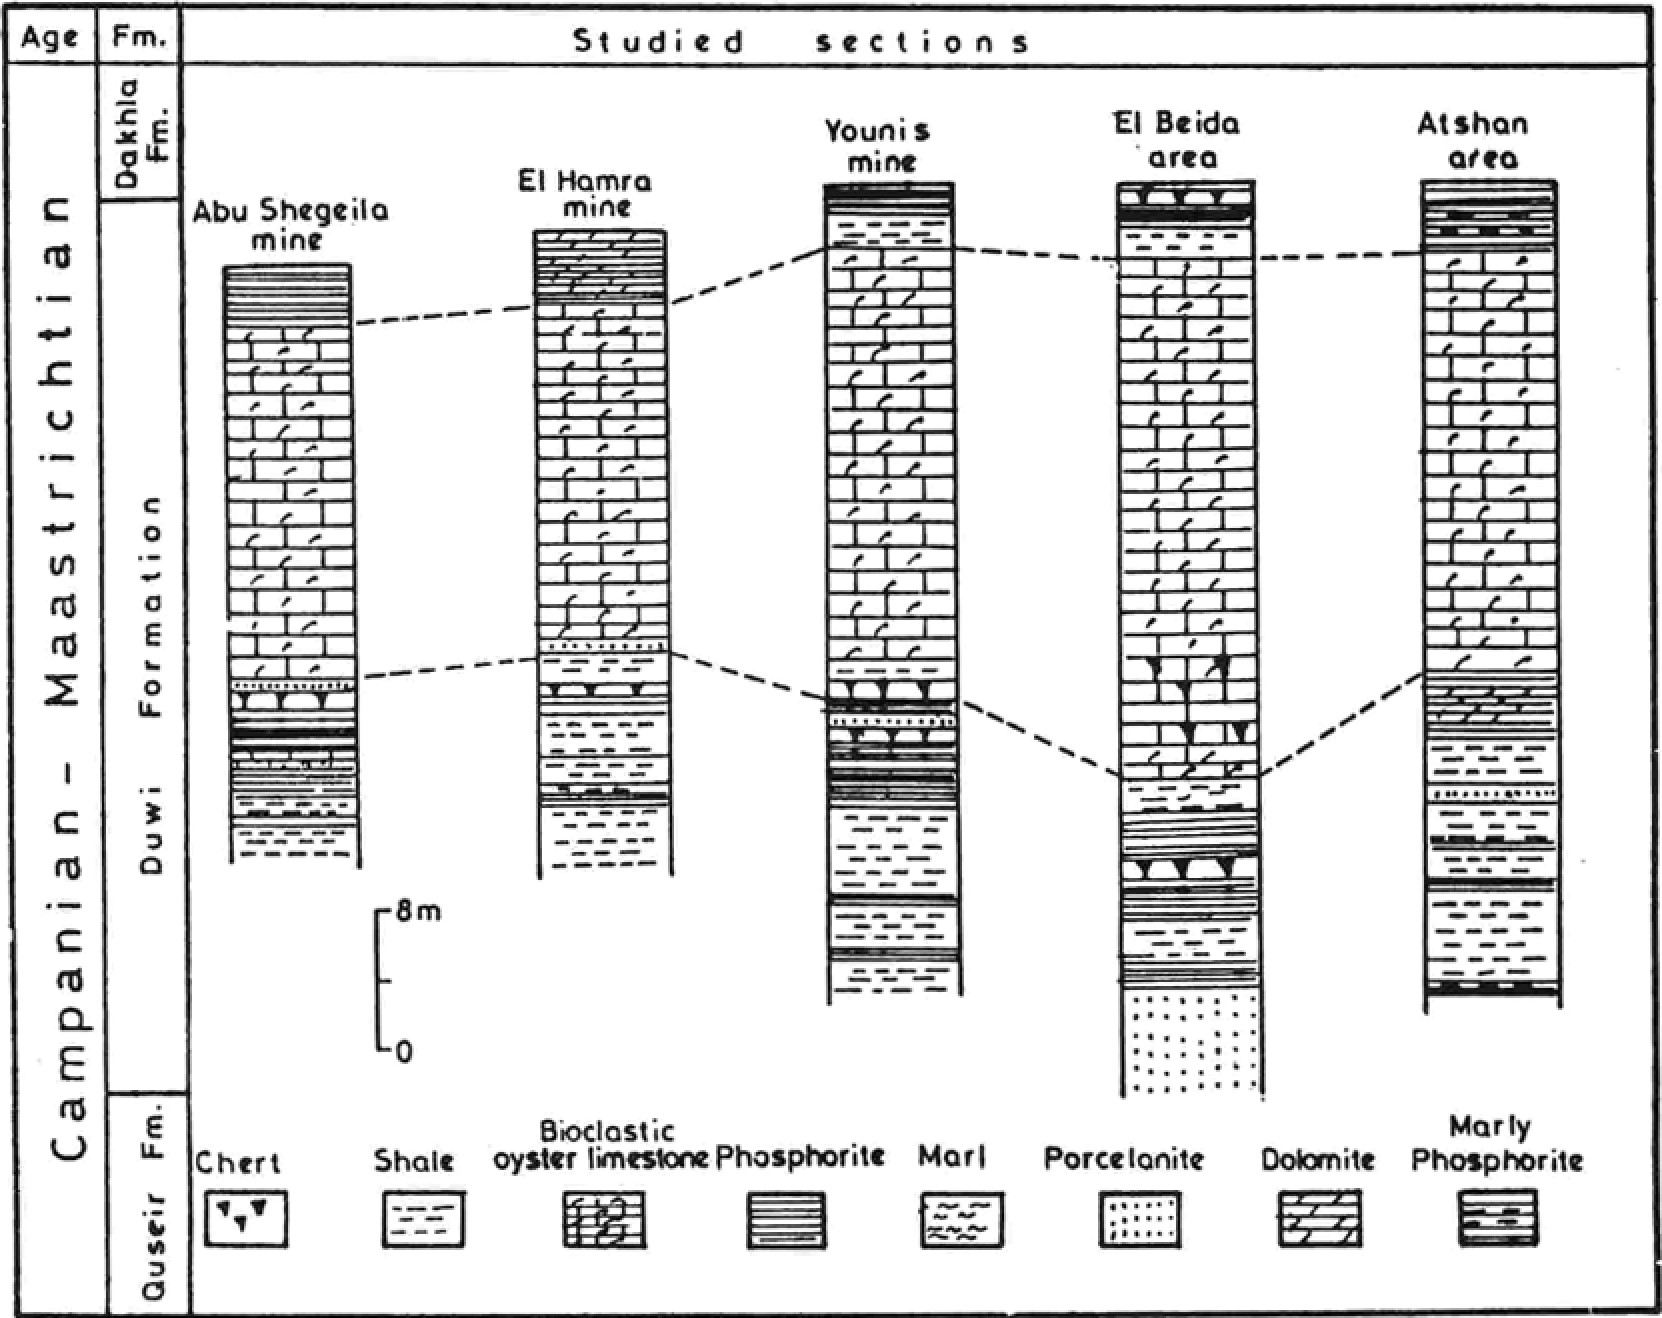 Age
Fm.
Studied sections
Campanian - Maastrichtian
Dakhla
Fm.
Duwi Formation
Quseir Fm.
Abu Shegeila
mine
El Hamra
mine
Younis
mine
El Beida
area
Atshan
area
8m
0
Chert
Shale
Bioclastic
oyster limestone
Phosphorite
Marl
Porcelanite
Dolomite
Marly
Phosphorite